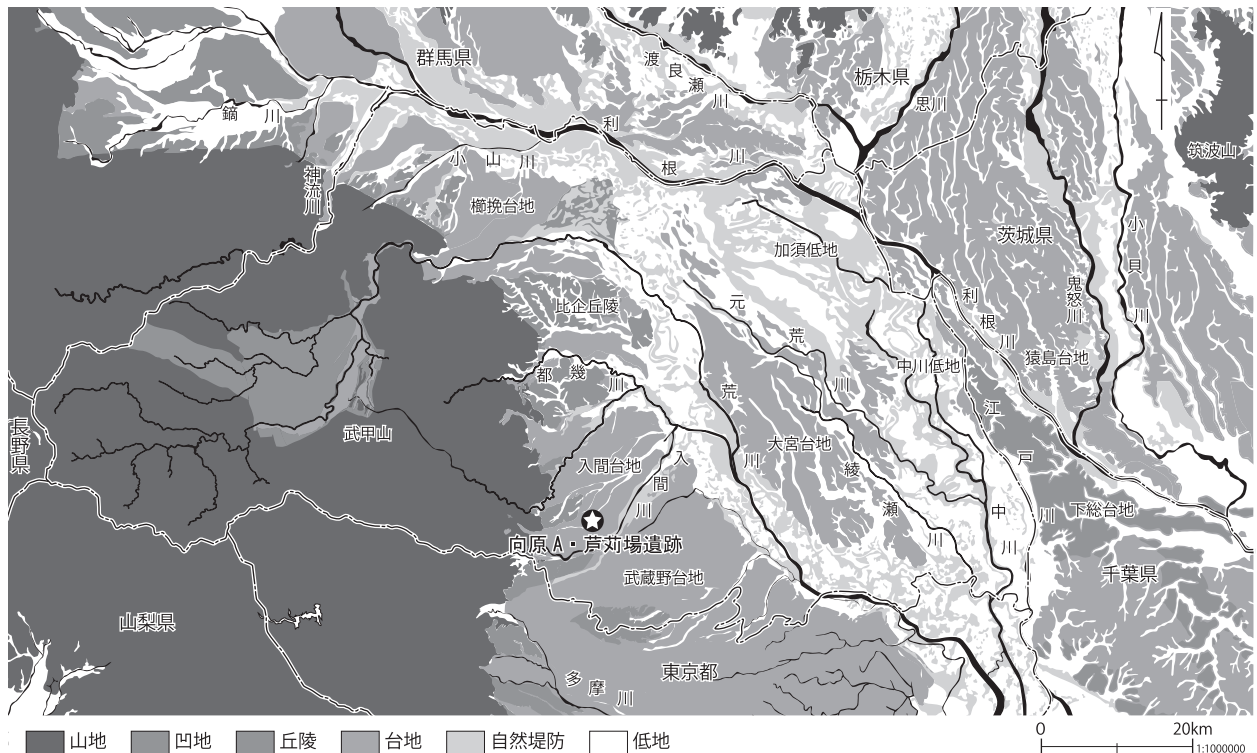 群馬県
渡良瀬川
栃木県
思川
鏑川
利根川
筑波山
小山川
神流川
櫛挽台地
小貝川
茨城県
加須低地
鬼怒川
比企丘陵
元荒川
利根川
猿島台地
中川低地
都幾川
荒川
江戸川
長野県
武甲山
大宮台地
入間台地
入間川
綾瀬川
中川
下総台地
向原A・芦苅場遺跡
武蔵野台地
千葉県
山梨県
東京都
多摩川
山地 凹地 丘陵 台地 自然堤防 低地
0 20km
1:1000000